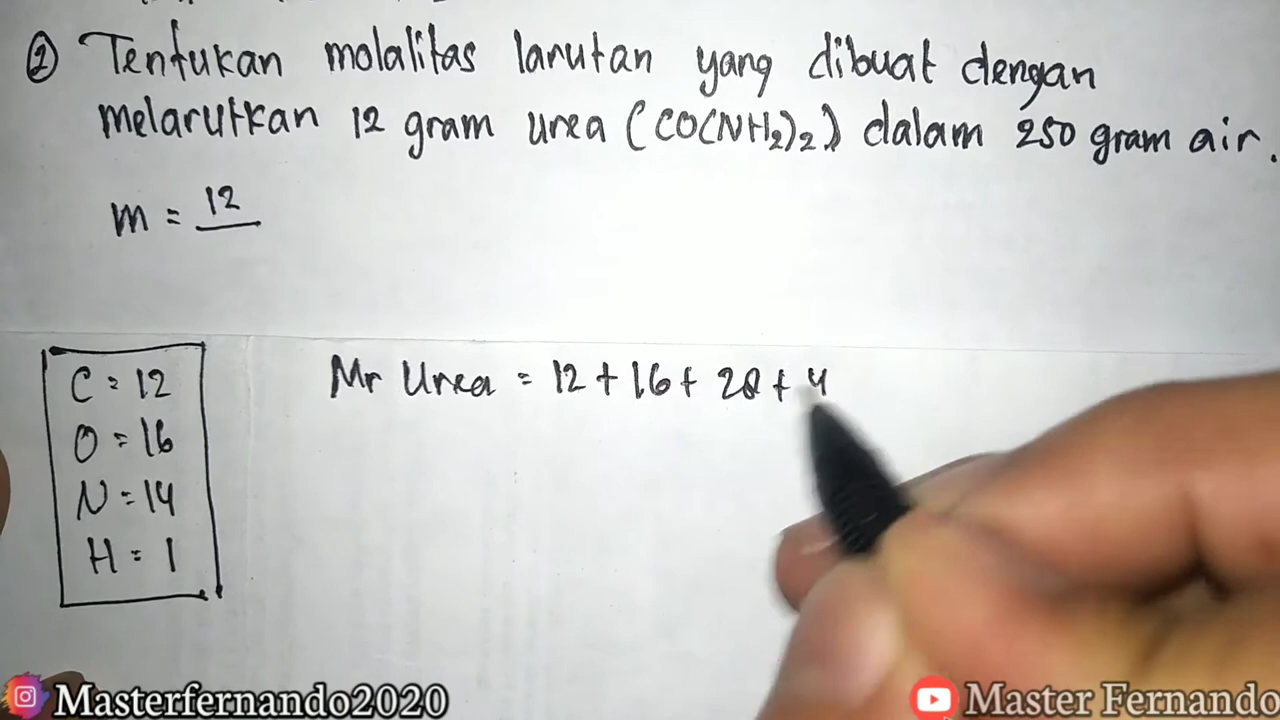 ② Tentukan molalitas larutan yang dibuat dengan
melarutkan 12 gram urea (CO(NH₂)₂) dalam 250 gram air.
m = 12
C = 12
O = 16
N = 14
H = 1
Mr Urea = 12 + 16 + 28 + 4
Masterfernando2020
Master Fernando